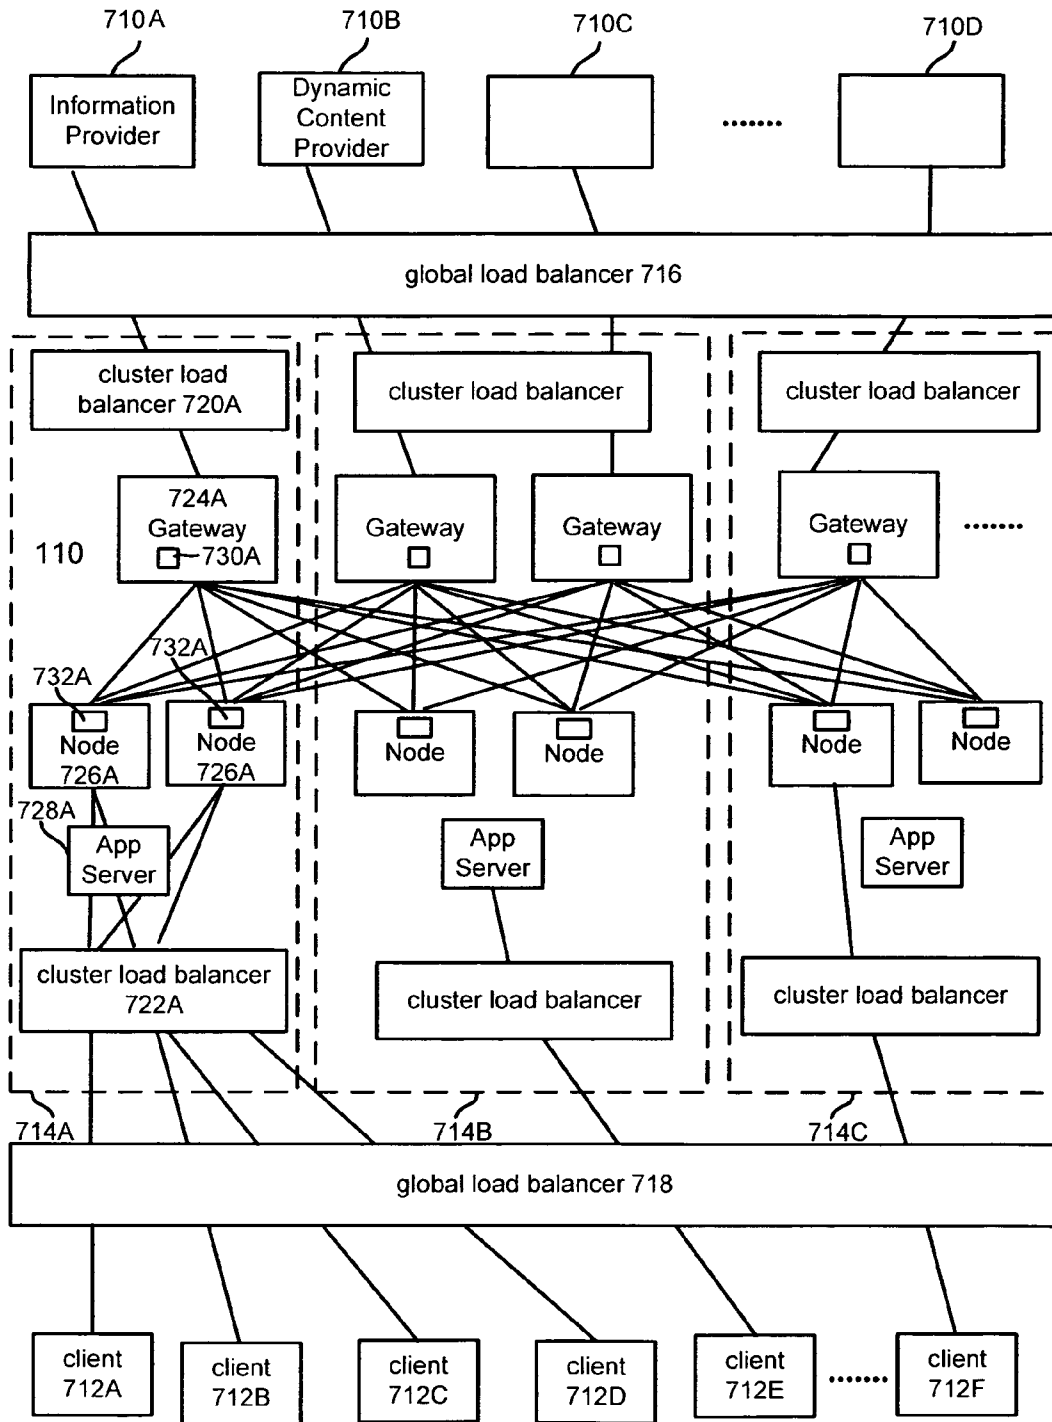 710A
710B
710C
710D
Information
Provider
Dynamic
Content
Provider
........
global load balancer 716
cluster load
balancer 720A
cluster load balancer
cluster load balancer
724A
Gateway
730A
Gateway
Gateway
Gateway
........
110
732A
732A
Node
726A
Node
726A
Node
Node
Node
Node
728A
App
Server
App
Server
App
Server
cluster load balancer
722A
cluster load balancer
cluster load balancer
714A
714B
714C
global load balancer 718
client
712A
client
712B
client
712C
client
712D
client
712E
........
client
712F